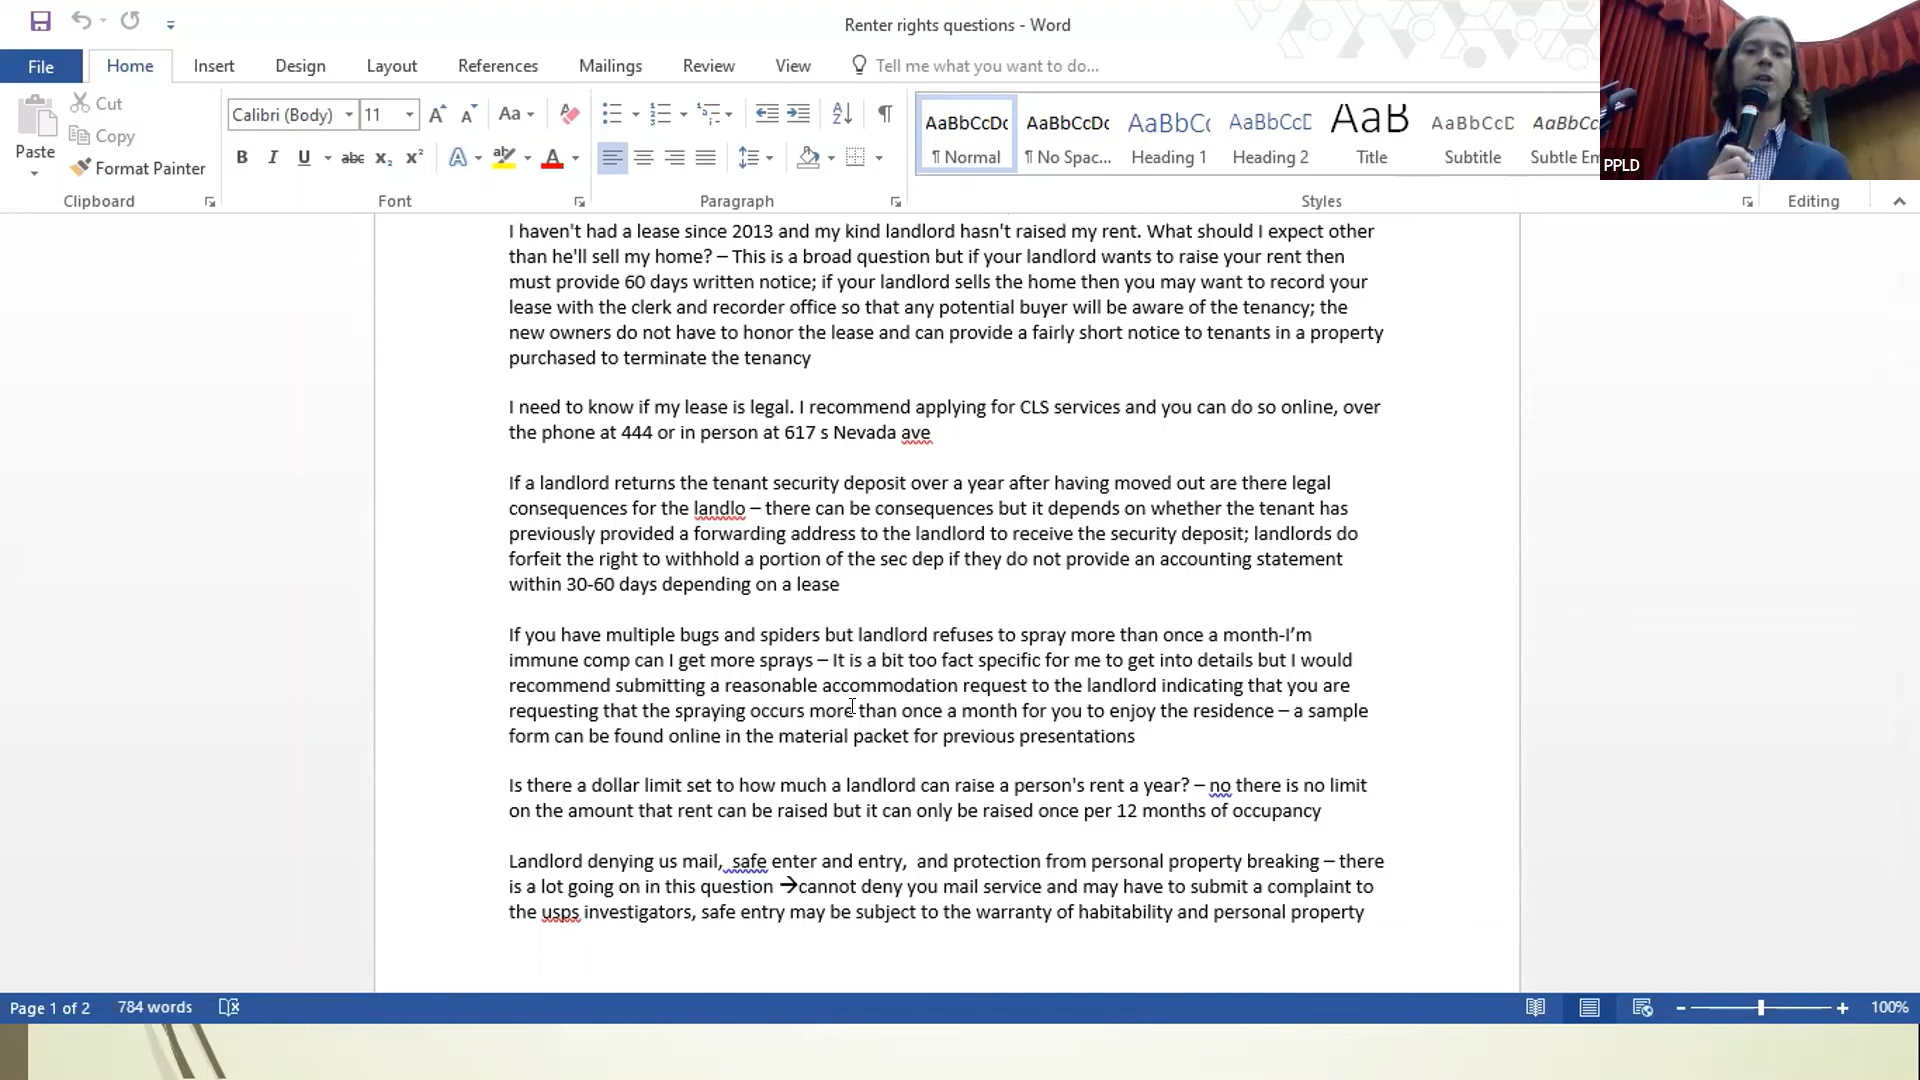 Renter rights questions - Word
File Home Insert Design Layout References Mailings Review View Tell me what you want to do...
Paste
Cut
Copy
Format Painter
Clipboard
Calibri (Body) 11 Aa
B I U abc X₂ X² A ab A
Font
Paragraph
AaBbCcDc AaBbCcDc AaBbC AaBbCcD AaB AaBbCcD AaBbCc
¶ Normal ¶ No Spac... Heading 1 Heading 2 Title Subtitle Subtle Em
Styles
Editing
PPLD
I haven't had a lease since 2013 and my kind landlord hasn't raised my rent. What should I expect other
than he'll sell my home? – This is a broad question but if your landlord wants to raise your rent then
must provide 60 days written notice; if your landlord sells the home then you may want to record your
lease with the clerk and recorder office so that any potential buyer will be aware of the tenancy; the
new owners do not have to honor the lease and can provide a fairly short notice to tenants in a property
purchased to terminate the tenancy
I need to know if my lease is legal. I recommend applying for CLS services and you can do so online, over
the phone at 444 or in person at 617 s Nevada ave
If a landlord returns the tenant security deposit over a year after having moved out are there legal
consequences for the landlo – there can be consequences but it depends on whether the tenant has
previously provided a forwarding address to the landlord to receive the security deposit; landlords do
forfeit the right to withhold a portion of the sec dep if they do not provide an accounting statement
within 30-60 days depending on a lease
If you have multiple bugs and spiders but landlord refuses to spray more than once a month-I’m
immune comp can I get more sprays – It is a bit too fact specific for me to get into details but I would
recommend submitting a reasonable accommodation request to the landlord indicating that you are
requesting that the spraying occurs more than once a month for you to enjoy the residence – a sample
form can be found online in the material packet for previous presentations
Is there a dollar limit set to how much a landlord can raise a person's rent a year? – no there is no limit
on the amount that rent can be raised but it can only be raised once per 12 months of occupancy
Landlord denying us mail, safe enter and entry, and protection from personal property breaking – there
is a lot going on in this question →cannot deny you mail service and may have to submit a complaint to
the usps investigators, safe entry may be subject to the warranty of habitability and personal property
Page 1 of 2 784 words 100%